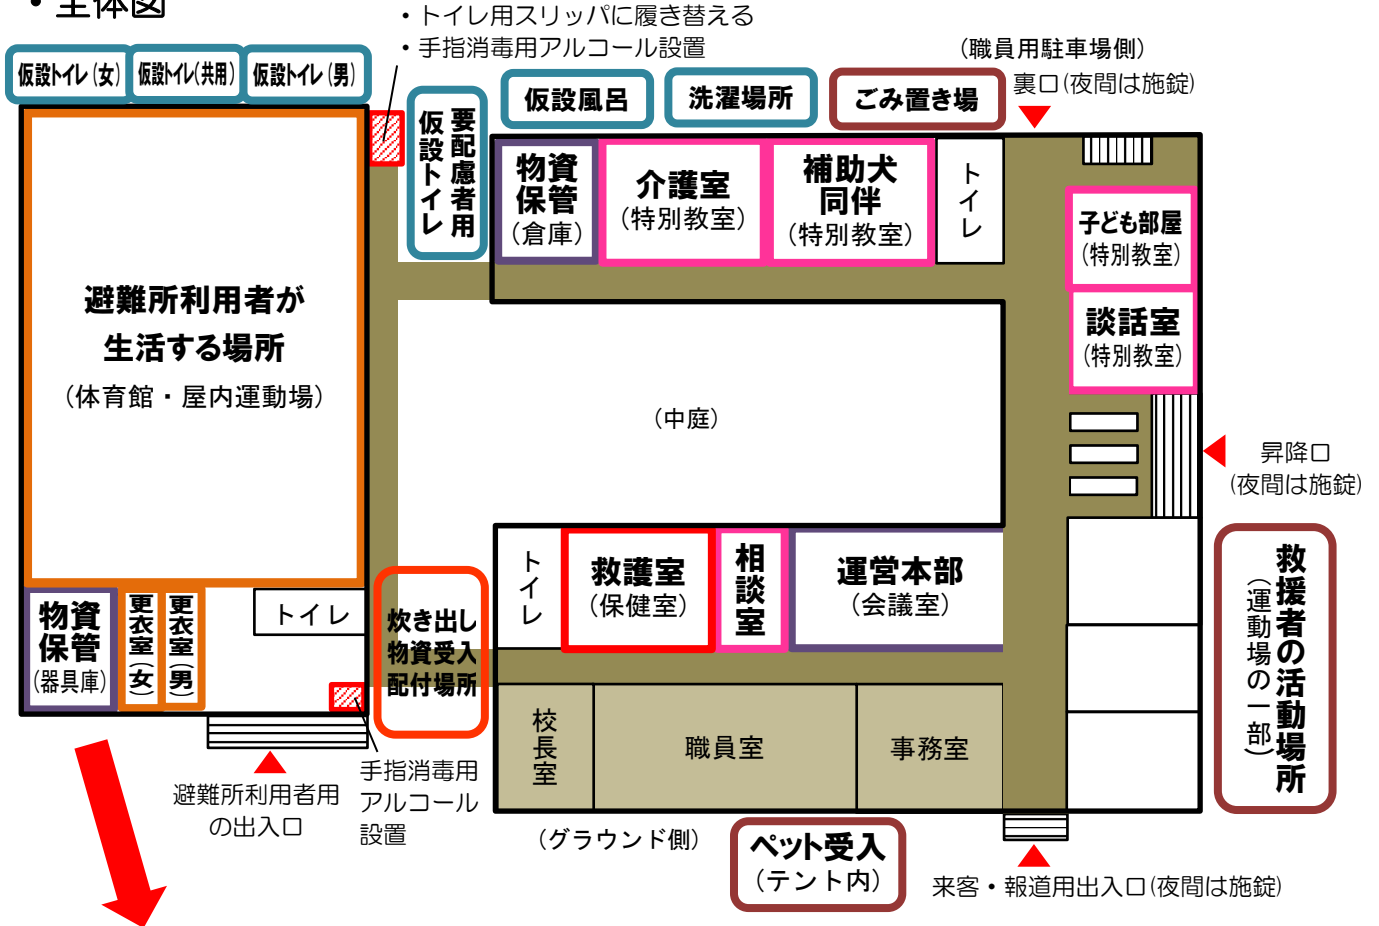 ・全体図
・トイレ用スリッパに履き替える
・手指消毒用アルコール設置
仮設トイレ(女)
仮設トイレ(共用)
仮設トイレ(男)
要配慮者用
仮設トイレ
仮設風呂
洗濯場所
ごみ置き場
(職員用駐車場側)
裏口(夜間は施錠)
物資
保管
(倉庫)
介護室
(特別教室)
補助犬
同伴
(特別教室)
トイレ
子ども部屋
(特別教室)
談話室
(特別教室)
避難所利用者が
生活する場所
(体育館・屋内運動場)
(中庭)
昇降口
(夜間は施錠)
物資
保管
(器具庫)
更衣室(女)
更衣室(男)
トイレ
炊き出し
物資受入
配付場所
トイレ
救護室
(保健室)
相談室
運営本部
(会議室)
救援者の活動場所
(運動場の一部)
校長室
職員室
事務室
避難所利用者用
の出入口
手指消毒用
アルコール
設置
(グラウンド側)
ペット受入
(テント内)
来客・報道用出入口(夜間は施錠)